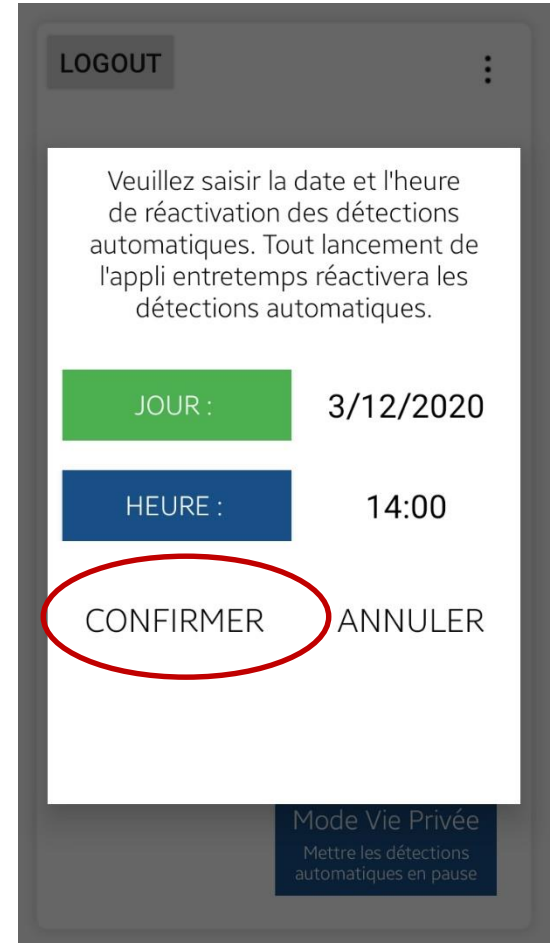 LOGOUT
Veuillez saisir la date et l'heure
de réactivation des détections
automatiques. Tout lancement de
l'appli entretemps réactivera les
détections automatiques.
JOUR : 3/12/2020
HEURE : 14:00
CONFIRMER ANNULER
Mode Vie Privée
Mettre les détections
automatiques en pause